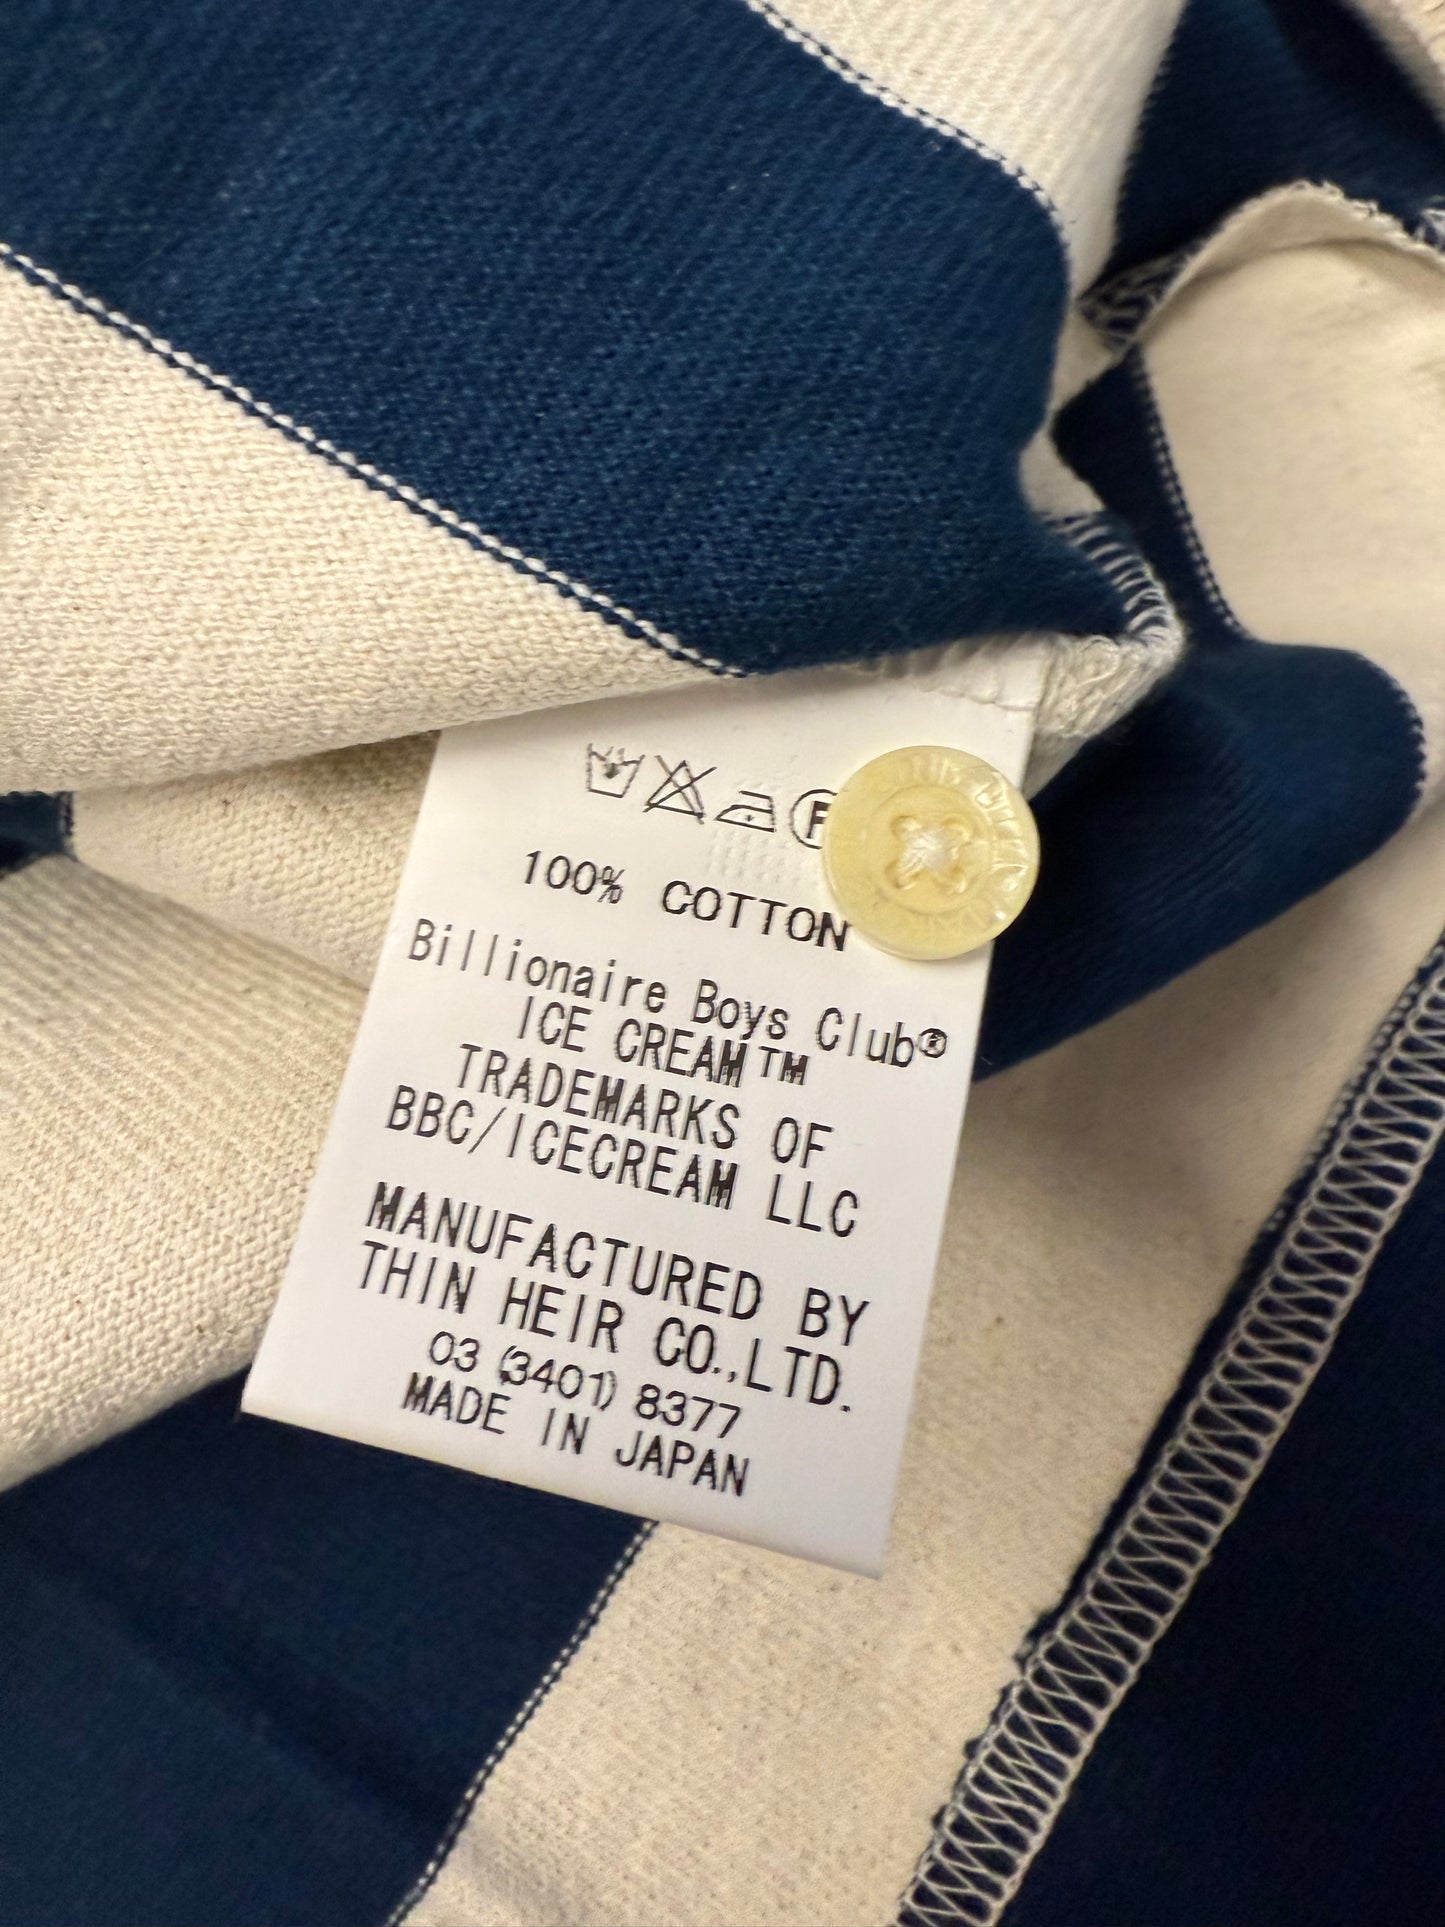 100% COTTON
Billionaire Boys Club®
ICE CREAM™
TRADEMARKS OF
BBC/ICECREAM LLC
MANUFACTURED BY
THIN HEIR CO.,LTD.
03 (3401) 8377
MADE IN JAPAN